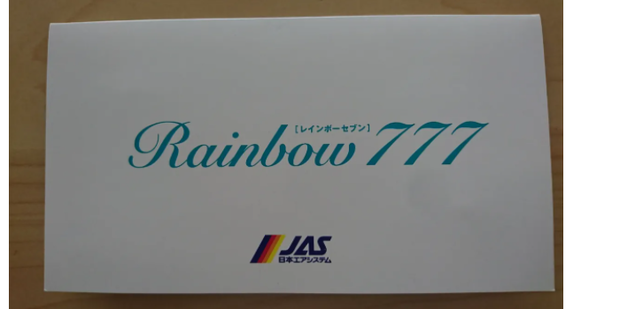 [レインボーセブン]
Rainbow 777
JAS
日本エアシステム